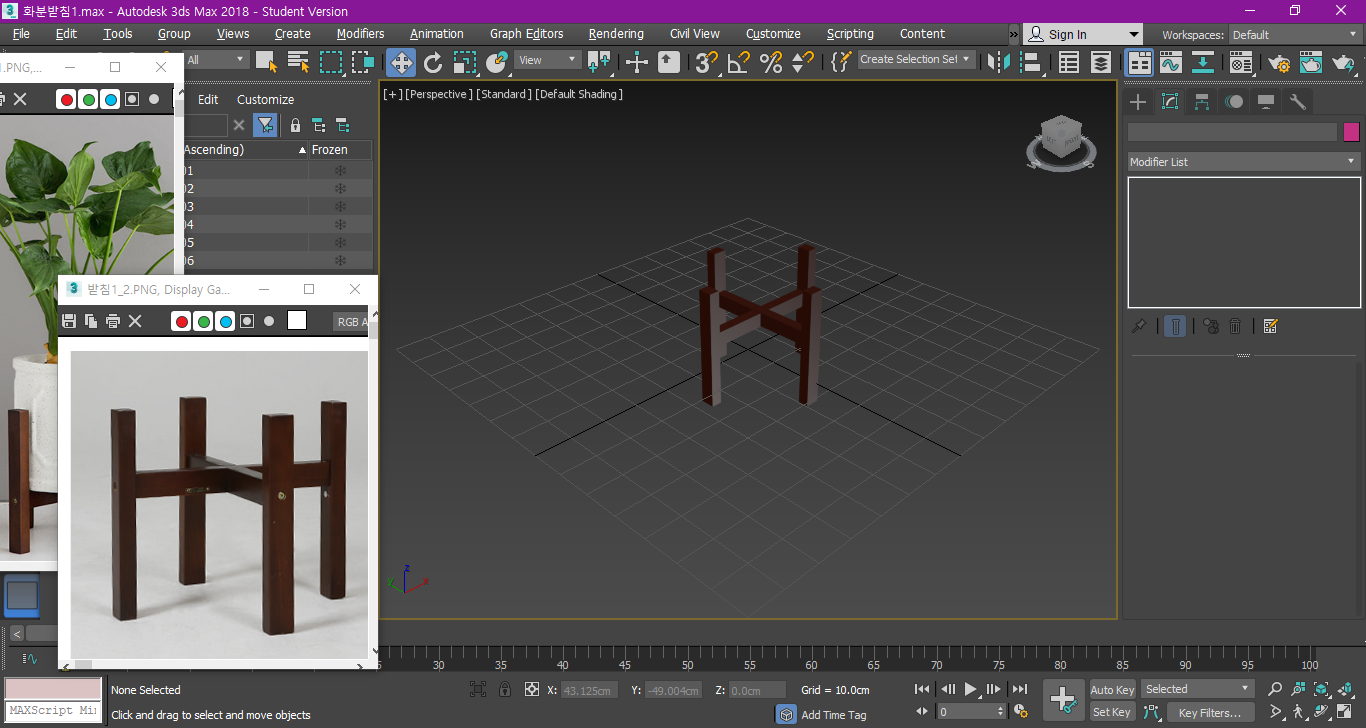 화분받침1.max - Autodesk 3ds Max 2018 - Student Version
File Edit Tools Group Views Create Modifiers Animation Graph Editors Rendering Civil View Customize Scripting Content » Sign In Workspaces: Default
All View Create Selection Set
1.PNG,...
Edit Customize
[+] [Perspective] [Standard] [Default Shading]
Ascending) Frozen
Modifier List
01
02
03
04
05
06
받침1_2.PNG, Display Ga...
RGB A
z
x
y
25 30 35 40 45 50 55 60 65 70 75 80 85 90 95 100
None Selected X: 43.125cm Y: -49.004cm Z: 0.0cm Grid = 10.0cm Auto Key Selected
MAXScript Mi Click and drag to select and move objects Add Time Tag 0 Set Key Key Filters...